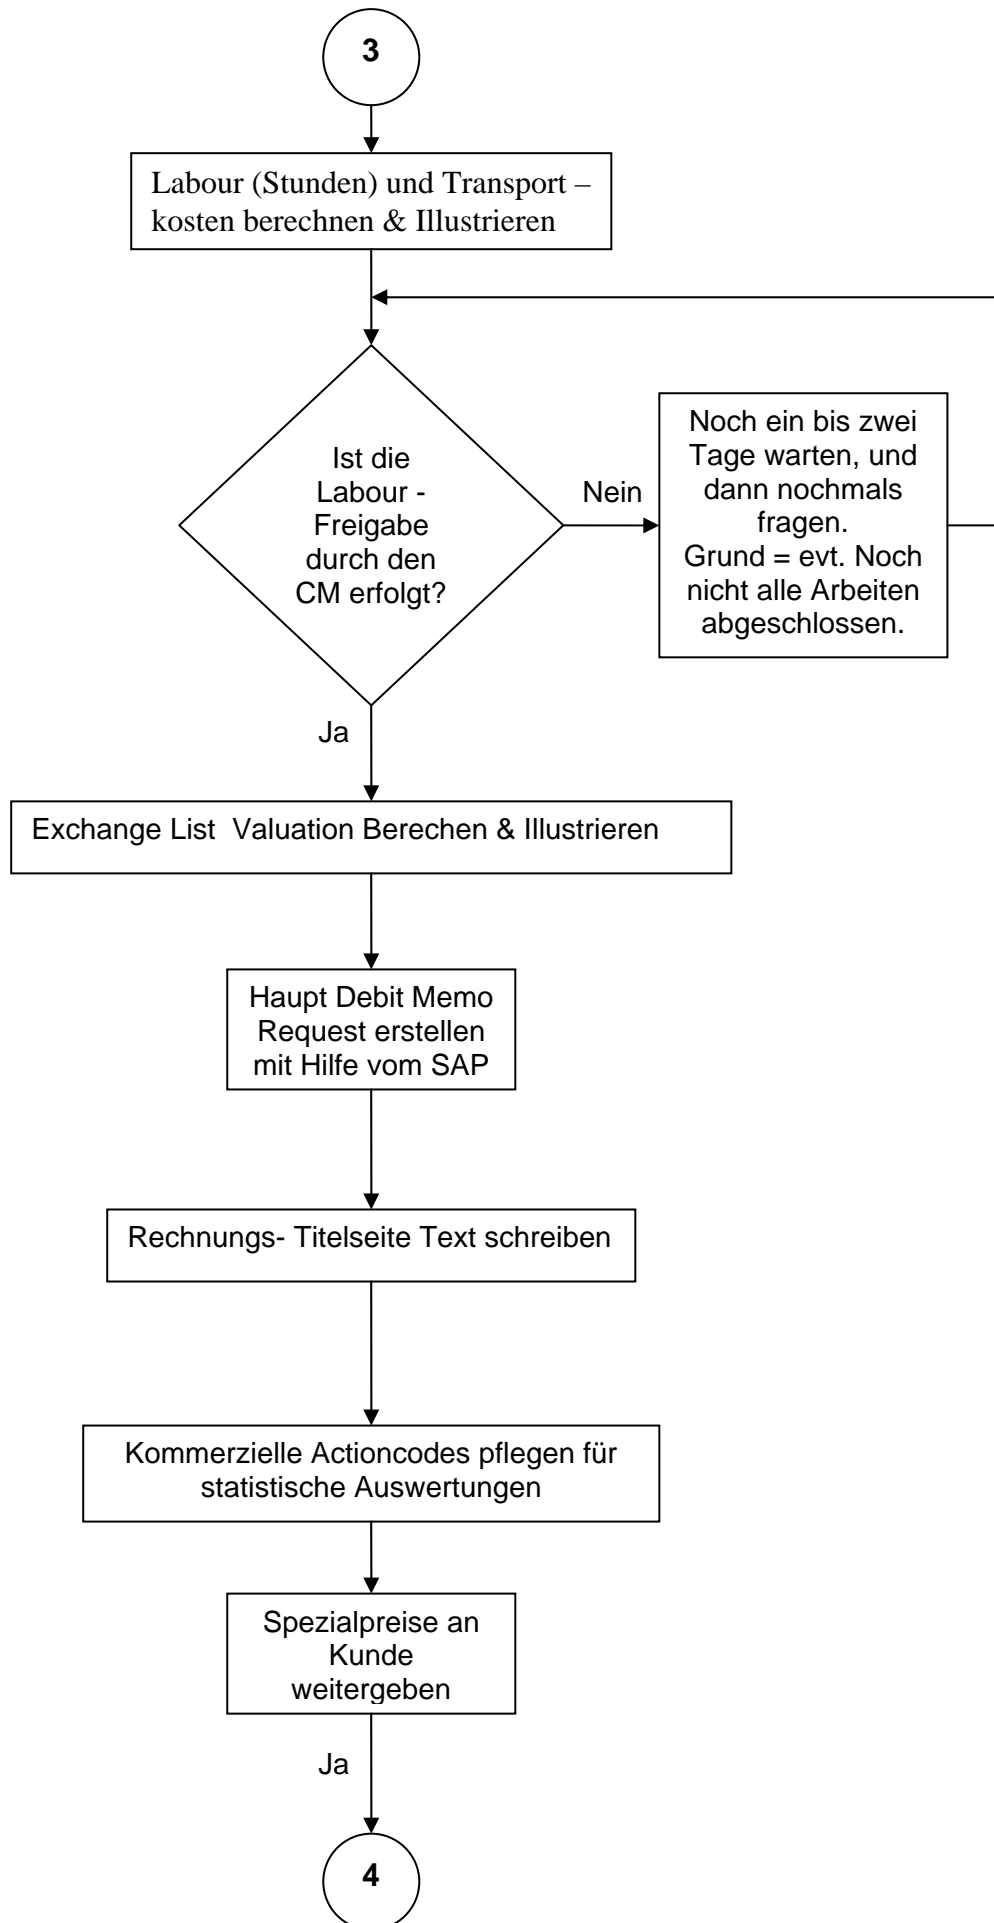 3
Labour (Stunden) und Transport –
kosten berechnen & Illustrieren
Ist die
Labour -
Freigabe
durch den
CM erfolgt?
Nein
Noch ein bis zwei
Tage warten, und
dann nochmals
fragen.
Grund = evt. Noch
nicht alle Arbeiten
abgeschlossen.
Ja
Exchange List  Valuation Berechen & Illustrieren
Haupt Debit Memo
Request erstellen
mit Hilfe vom SAP
Rechnungs- Titelseite Text schreiben
Kommerzielle Actioncodes pflegen für
statistische Auswertungen
Spezialpreise an
Kunde
weitergeben
Ja
4